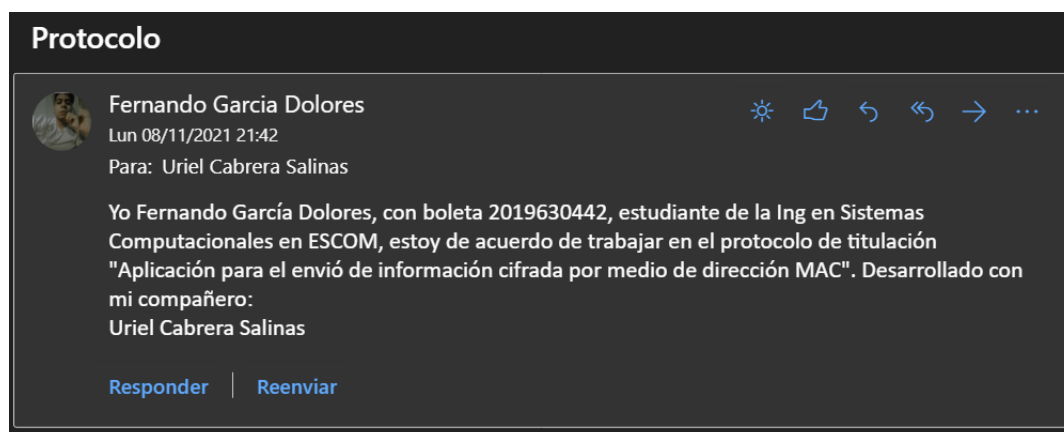 Protocolo
Fernando Garcia Dolores
Lun 08/11/2021 21:42
Para: Uriel Cabrera Salinas
Yo Fernando García Dolores, con boleta 2019630442, estudiante de la Ing en Sistemas
Computacionales en ESCOM, estoy de acuerdo de trabajar en el protocolo de titulación
"Aplicación para el envió de información cifrada por medio de dirección MAC". Desarrollado con
mi compañero:
Uriel Cabrera Salinas
Responder | Reenviar